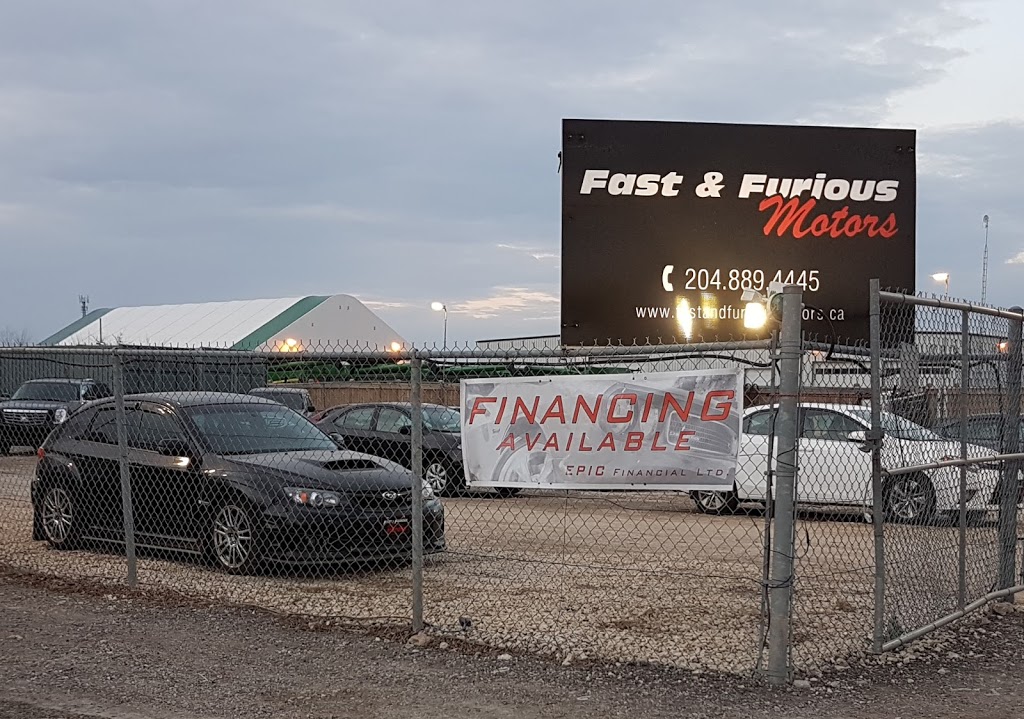 Fast & Furious
Motors
204.889.4445
FINANCING
AVAILABLE
EPIC FINANCIAL LTD.